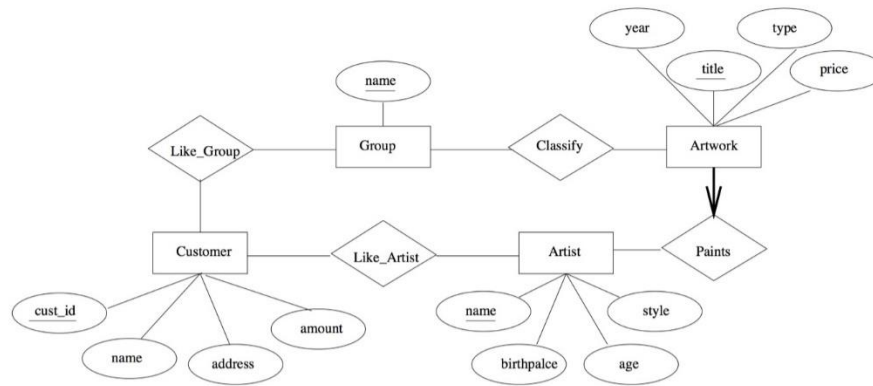 year
type
name
title
price
Like_Group
Group
Classify
Artwork
Customer
Like_Artist
Artist
Paints
cust_id
name
address
amount
name
style
birthpalce
age